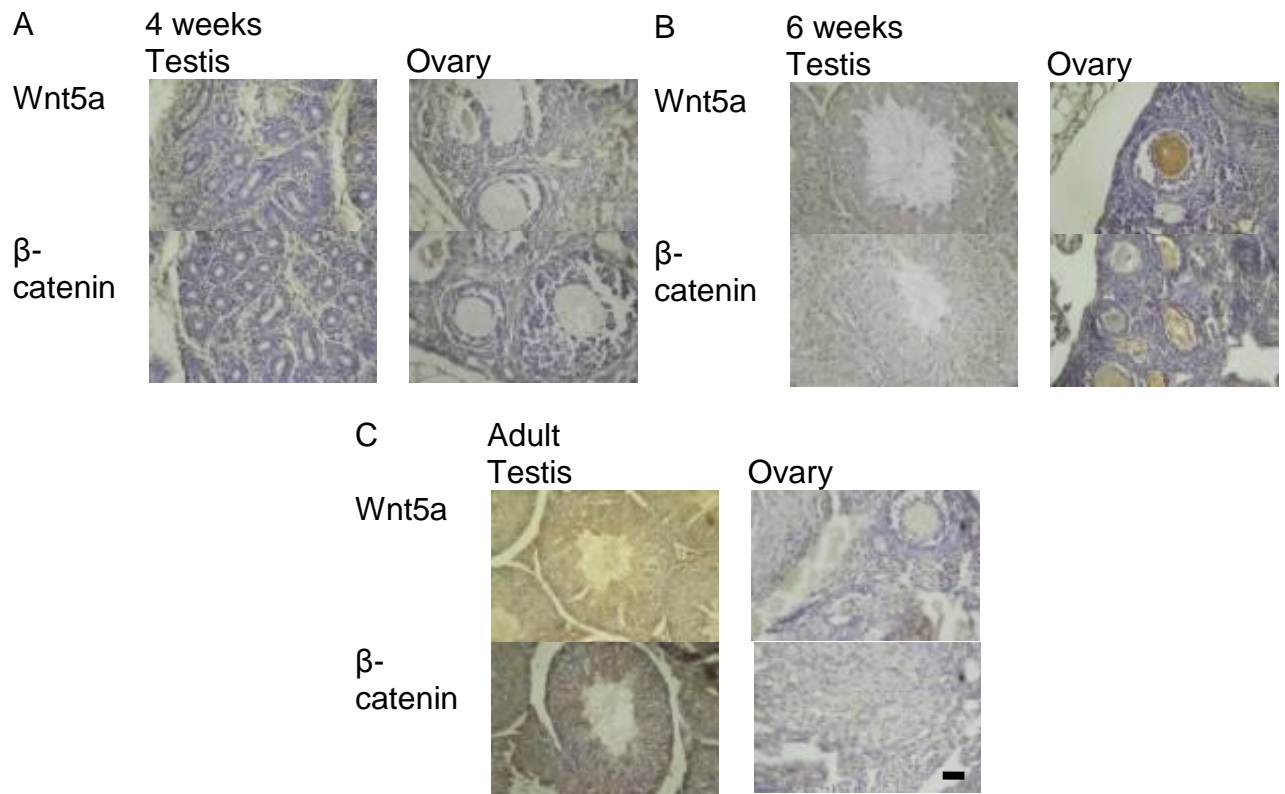 A 4 weeks
Testis Ovary
Wnt5a
β-
catenin
B 6 weeks
Testis Ovary
Wnt5a
β-
catenin
C Adult
Testis Ovary
Wnt5a
β-
catenin